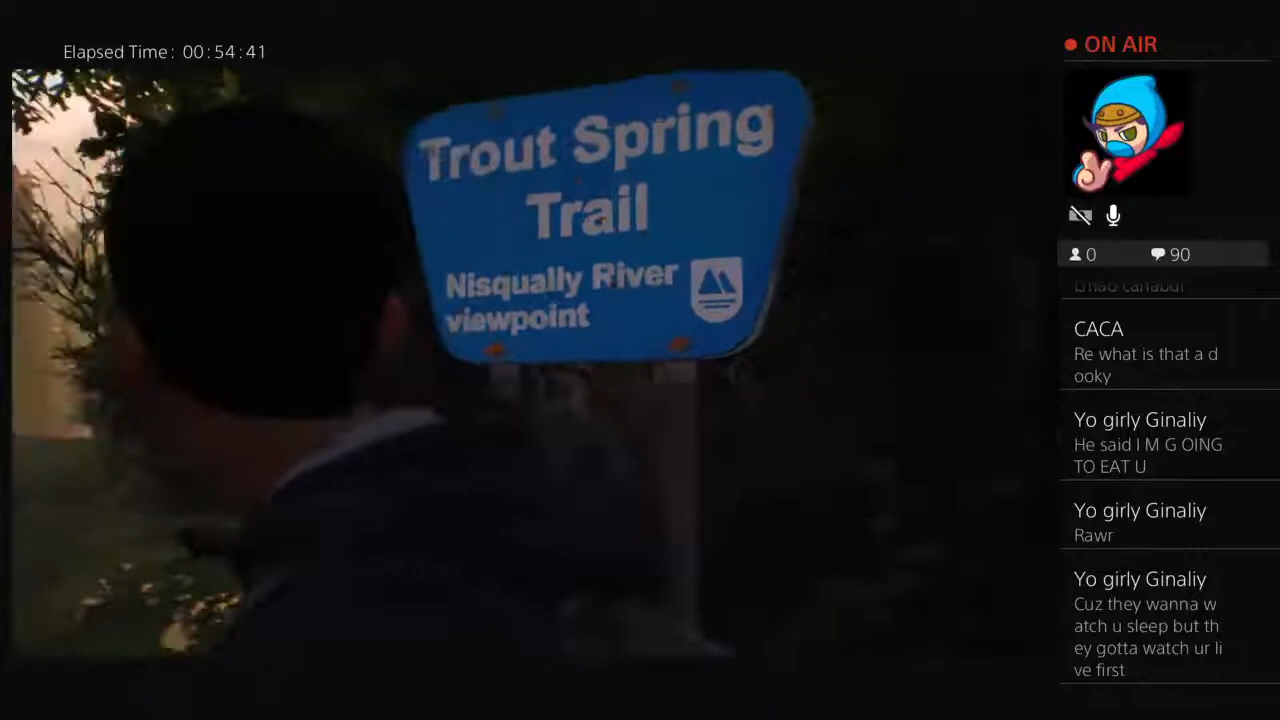 Elapsed Time: 00:54:41
ON AIR
Trout Spring
Trail
Nisqually River
viewpoint
0
90
CACA
Re what is that a d
ooky
Yo girly Ginaliy
He said I M G OING
TO EAT U
Yo girly Ginaliy
Rawr
Yo girly Ginaliy
Cuz they wanna w
atch u sleep but th
ey gotta watch ur li
ve first